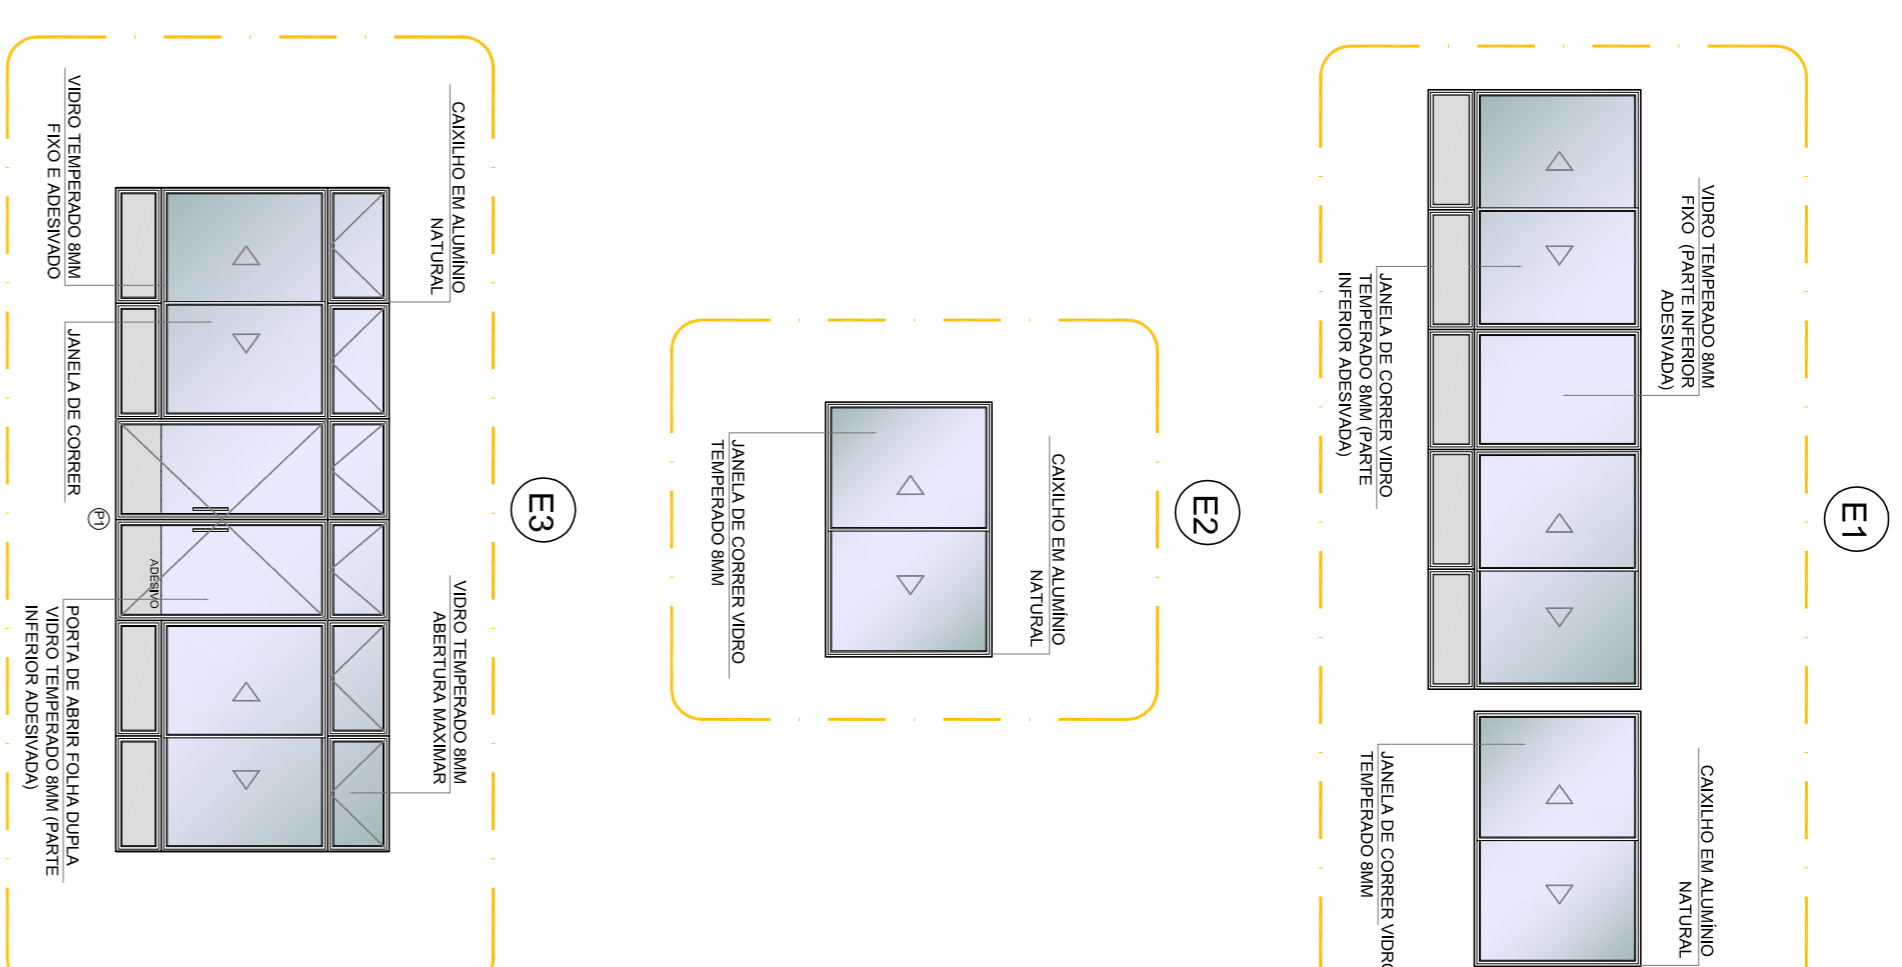 E1
VIDRO TEMPERADO 8MM
FIXO (PARTE INFERIOR
ADESIVADA)
JANELA DE CORRER VIDRO
TEMPERADO 8MM (PARTE
INFERIOR ADESIVADA)
CAIXILHO EM ALUMÍNIO
NATURAL
JANELA DE CORRER VIDRO
TEMPERADO 8MM
E2
CAIXILHO EM ALUMÍNIO
NATURAL
JANELA DE CORRER VIDRO
TEMPERADO 8MM
E3
CAIXILHO EM ALUMÍNIO
NATURAL
VIDRO TEMPERADO 8MM
ABERTURA MAXIMAR
VIDRO TEMPERADO 8MM
FIXO E ADESIVADO
JANELA DE CORRER
P1
ADESIVO
PORTA DE ABRIR FOLHA DUPLA
VIDRO TEMPERADO 8MM (PARTE
INFERIOR ADESIVADA)